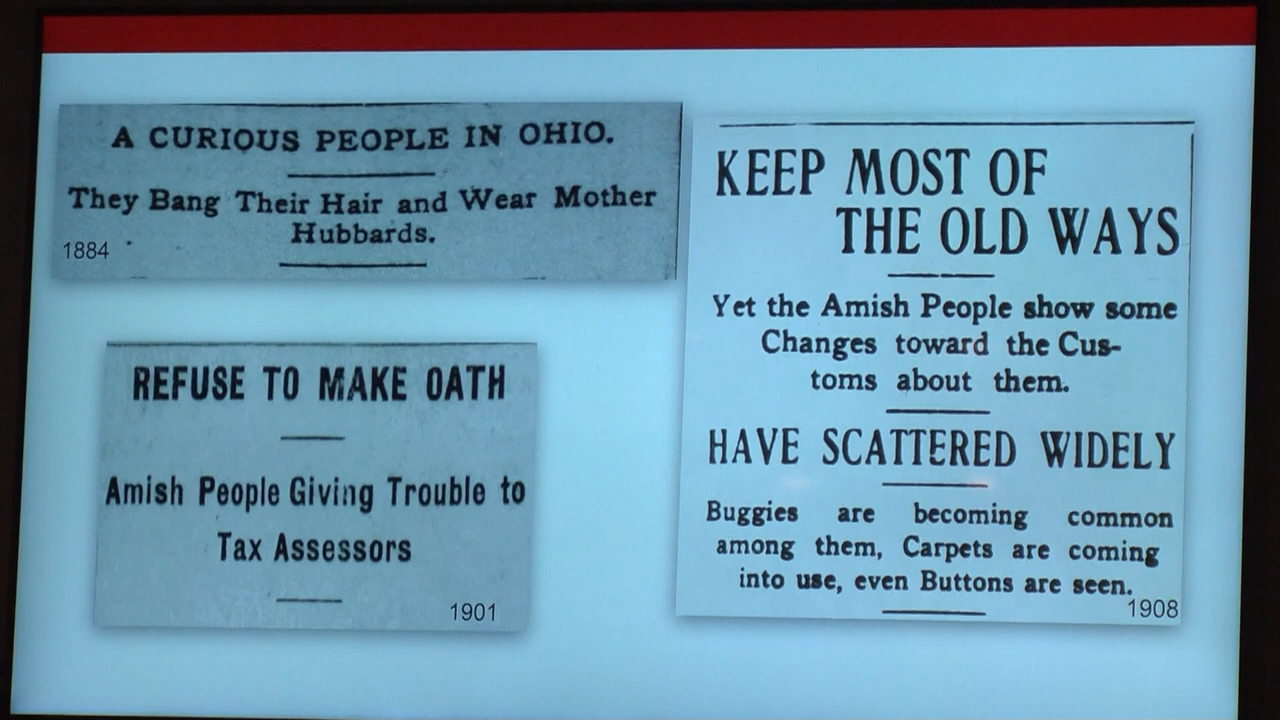 A CURIOUS PEOPLE IN OHIO.
They Bang Their Hair and Wear Mother
Hubbards.
1884
REFUSE TO MAKE OATH
Amish People Giving Trouble to
Tax Assessors
1901
KEEP MOST OF
THE OLD WAYS
Yet the Amish People show some
Changes toward the Cus-
toms about them.
HAVE SCATTERED WIDELY
Buggies are becoming common
among them, Carpets are coming
into use, even Buttons are seen.
1908